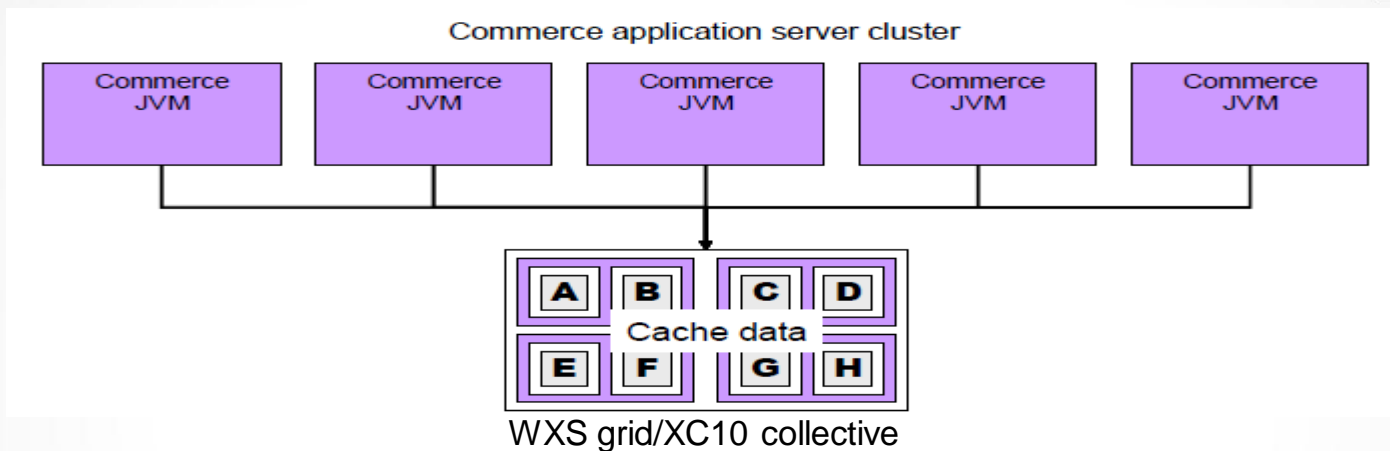 Commerce application server cluster
Commerce JVM
Commerce JVM
Commerce JVM
Commerce JVM
Commerce JVM
A B C D
Cache data
E F G H
WXS grid/XC10 collective